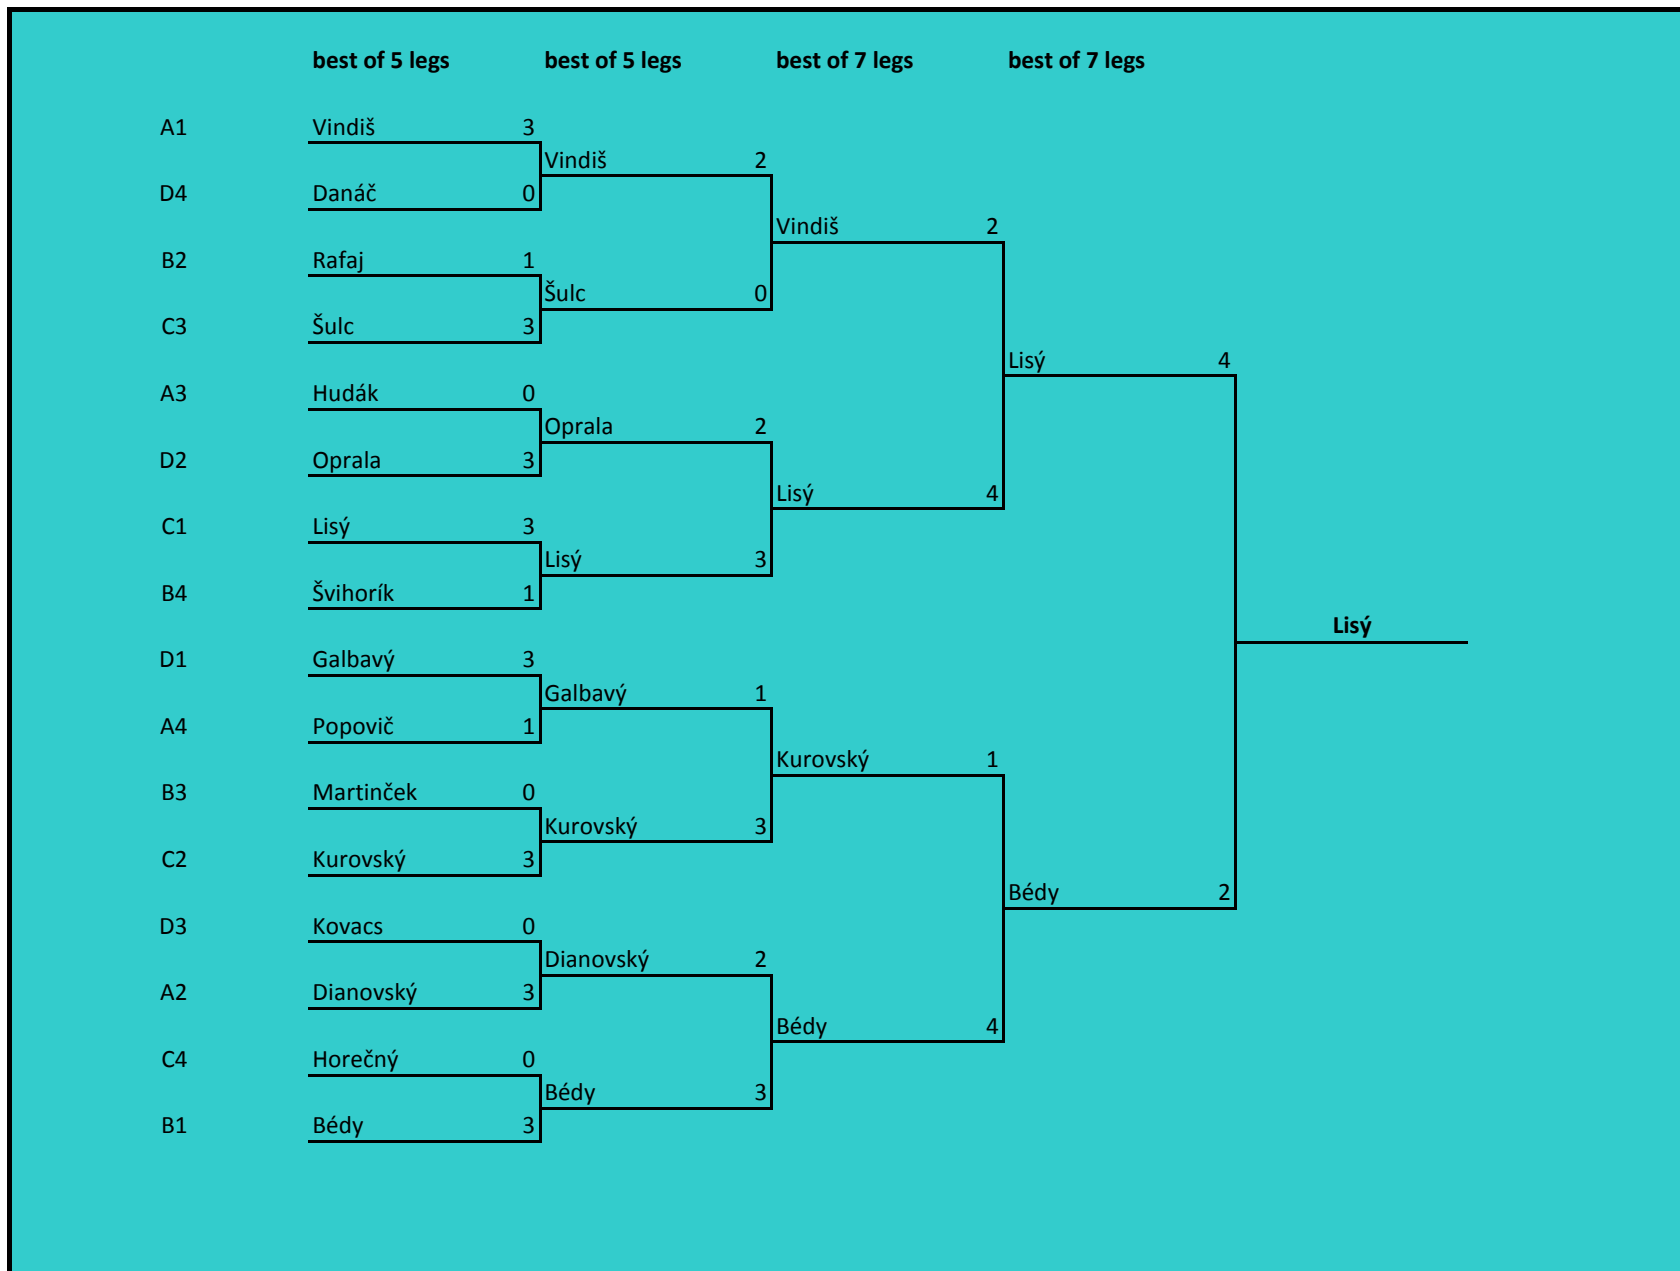 best of 5 legs best of 5 legs best of 7 legs best of 7 legs
A1 Vindiš 3
Vindiš 2
D4 Danáč 0
Vindiš 2
B2 Rafaj 1
Šulc 0
C3 Šulc 3
Lisý 4
A3 Hudák 0
Oprala 2
D2 Oprala 3
Lisý 4
C1 Lisý 3
Lisý 3
B4 Švihorík 1
Lisý
D1 Galbavý 3
Galbavý 1
A4 Popovič 1
Kurovský 1
B3 Martinček 0
Kurovský 3
C2 Kurovský 3
Bédy 2
D3 Kovacs 0
Dianovský 2
A2 Dianovský 3
Bédy 4
C4 Horečný 0
Bédy 3
B1 Bédy 3